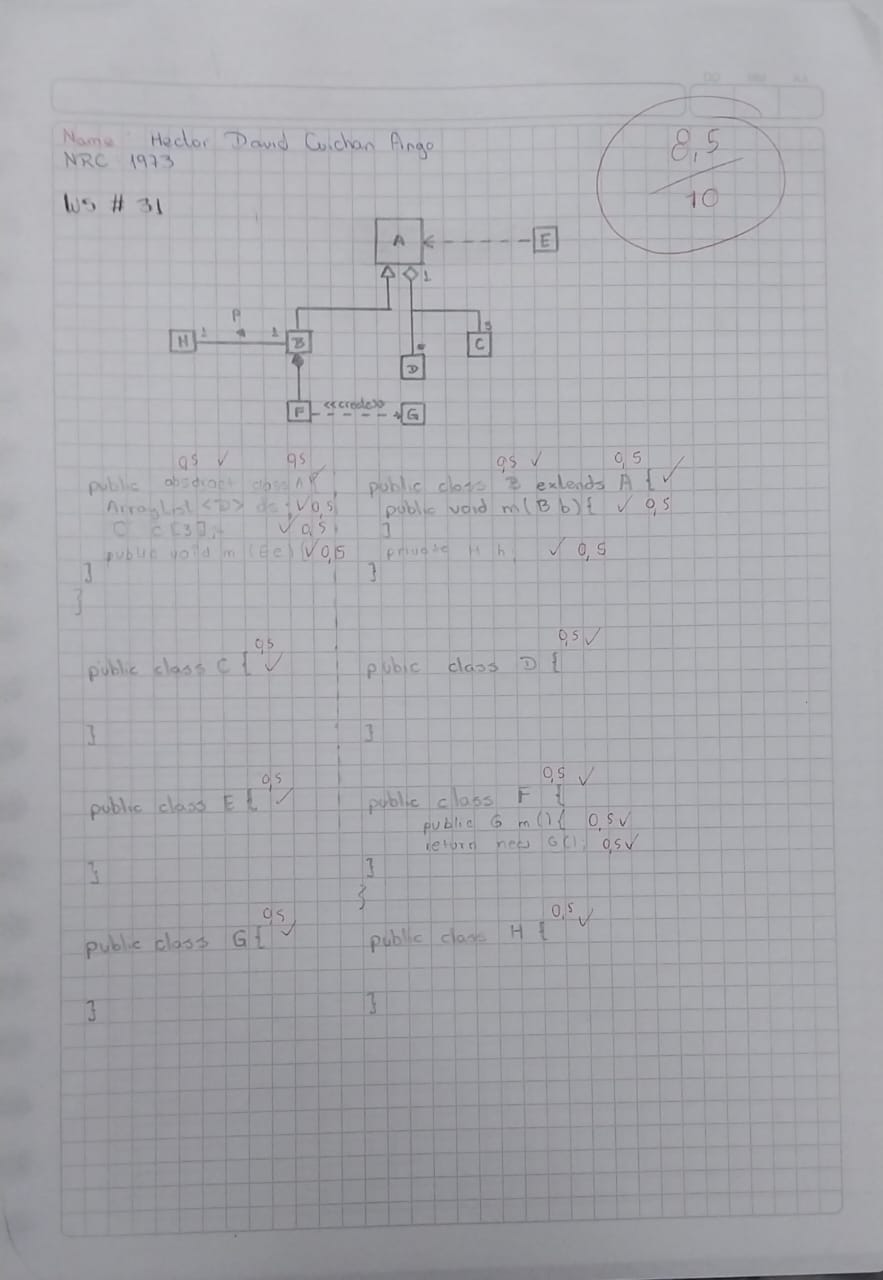 Name Hector David Culchan Ango
NRC 1973
WS # 31
8,5
10
A
E
1
P
H 1 1 B
3
C
D
F <<create>> G
0,5 ✓ 0,5
public abstract class A {
ArrayList <D> ds; ✓ 0,5
C c [3]; ✓ 0,5
public void m (E e) { ✓ 0,5
}
}
0,5 ✓ 0,5
public class B extends A { ✓
public void m ( B b ) { ✓ 0,5
}
private H h; ✓ 0,5
}
0,5
public class C { ✓
}
0,5 ✓
pubic class D {
}
0,5
public class E { ✓
}
0,5 ✓
public class F {
public G m () { 0,5 ✓
return new G(); 0,5 ✓
}
}
0,5
public class G { ✓
}
0,5 ✓
public class H {
}